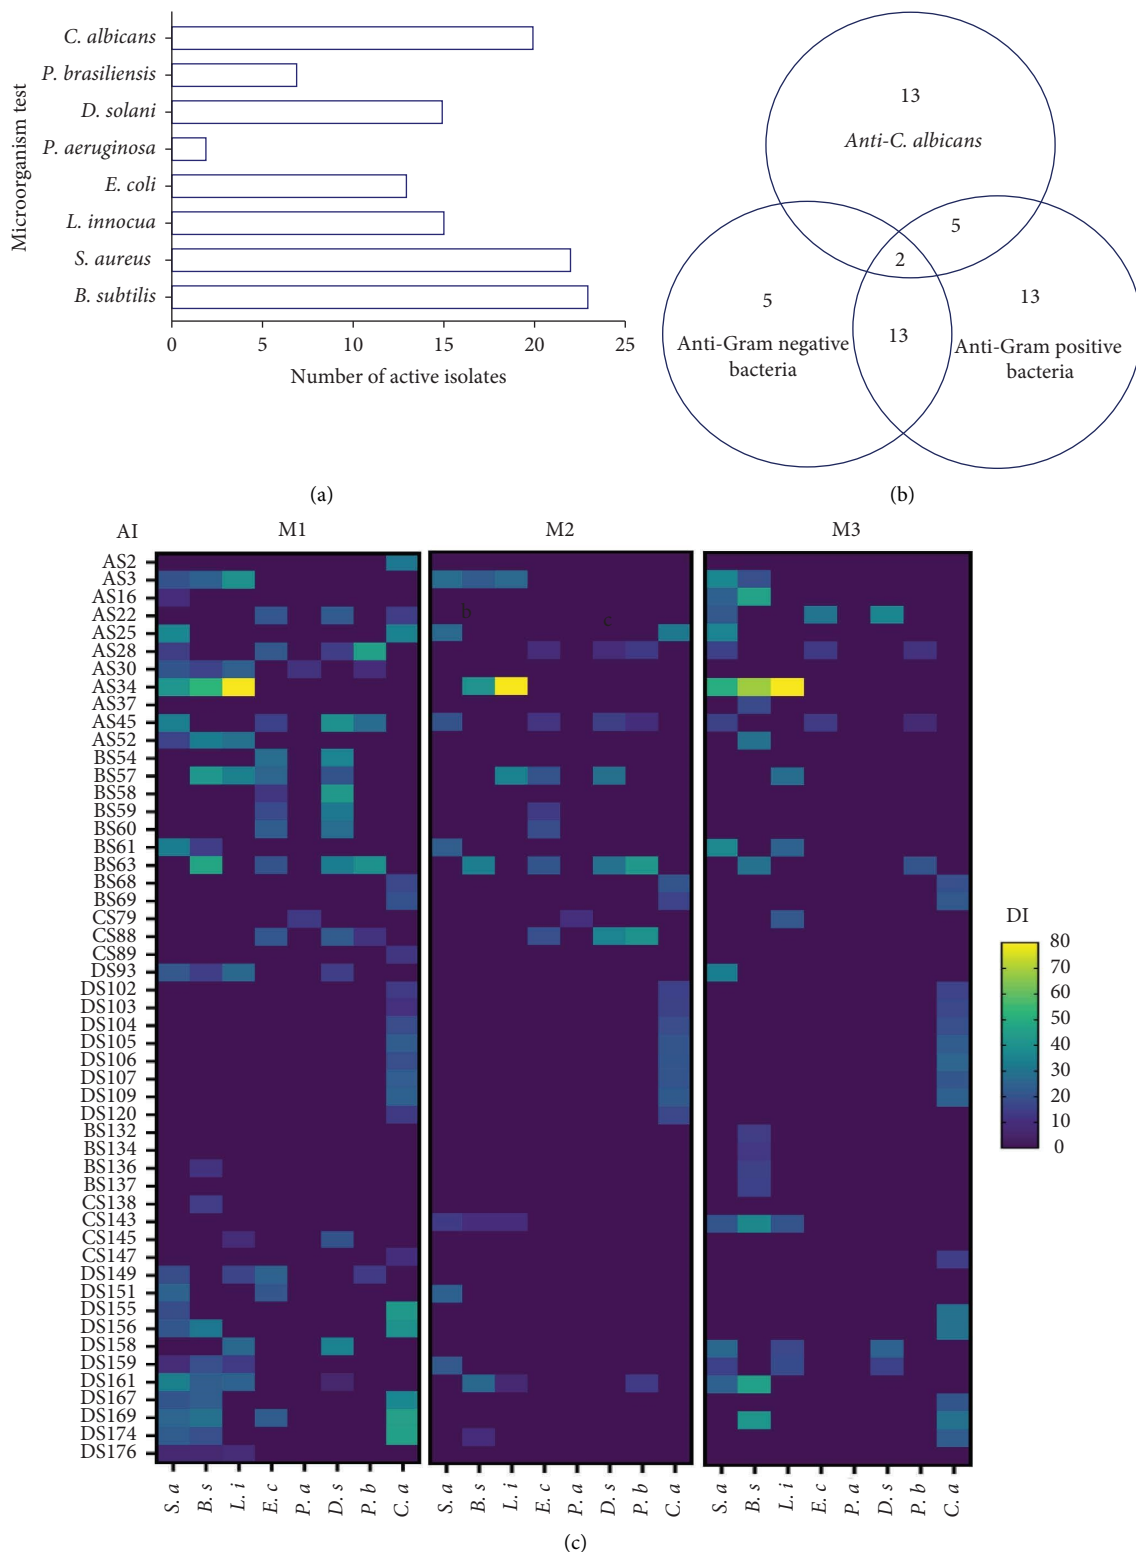 Microorganism test
C. albicans
P. brasiliensis
D. solani
P. aeruginosa
E. coli
L. innocua
S. aureus
B. subtilis
0 5 10 15 20 25
Number of active isolates
(a)
13
Anti-C. albicans
5
2
5
13
13
Anti-Gram negative
bacteria
Anti-Gram positive
bacteria
(b)
AI M1 M2 M3
AS2
AS3
AS16
AS22
AS25
AS28
AS30
AS34
AS37
AS45
AS52
BS54
BS57
BS58
BS59
BS60
BS61
BS63
BS68
BS69
CS79
CS88
CS89
DS93
DS102
DS103
DS104
DS105
DS106
DS107
DS109
DS120
BS132
BS134
BS136
BS137
CS138
CS143
CS145
CS147
DS149
DS151
DS155
DS156
DS158
DS159
DS161
DS167
DS169
DS174
DS176
b
c
S. a B. s L. i E. c P. a D. s P. b C. a
S. a B. s L. i E. c P. a D. s P. b C. a
S. a B. s L. i E. c P. a D. s P. b C. a
DI
80
70
60
50
40
30
20
10
0
(c)